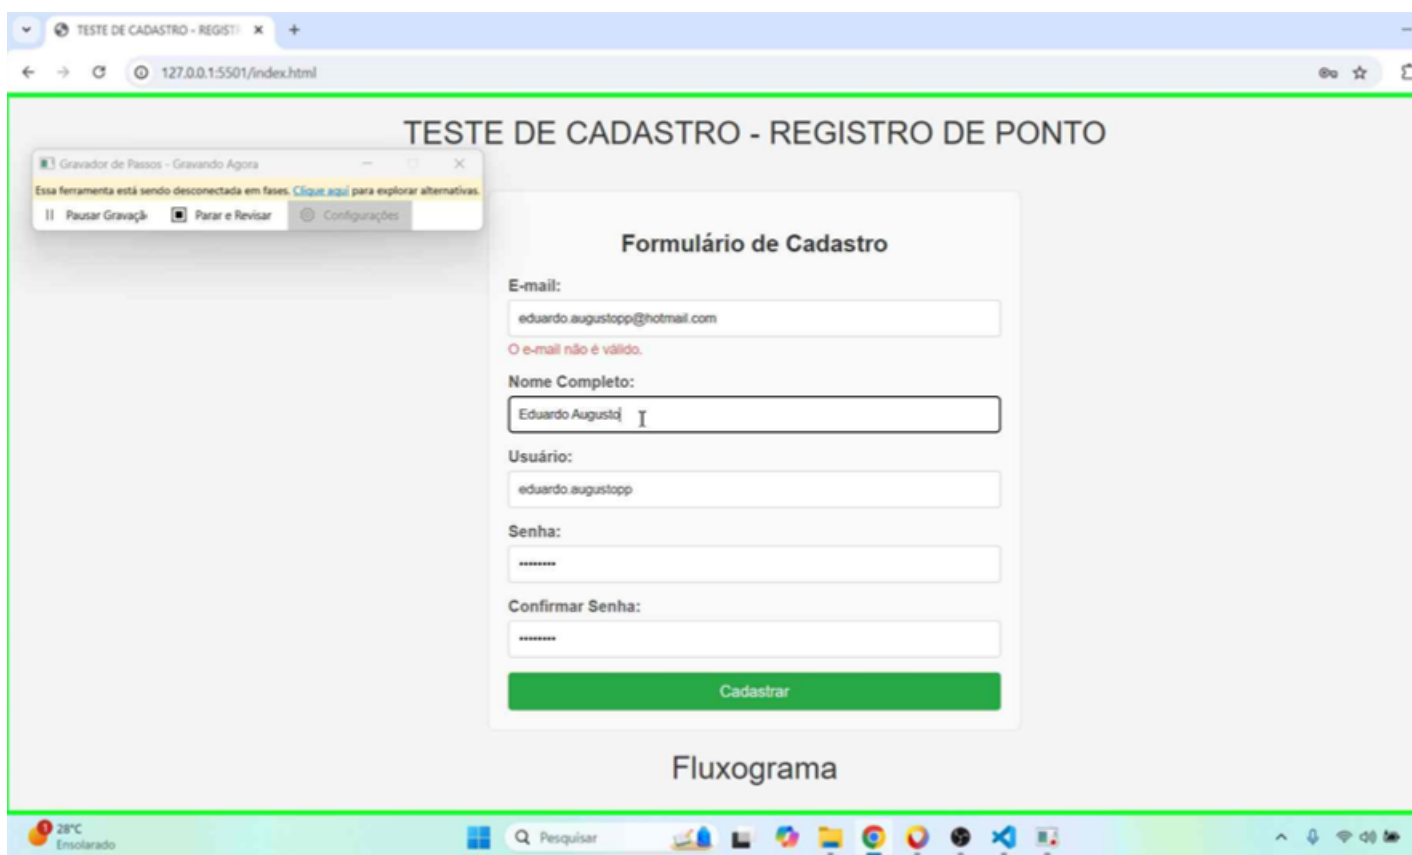 TESTE DE CADASTRO - REGISTR
127.0.0.1:5501/index.html
TESTE DE CADASTRO - REGISTRO DE PONTO
Gravador de Passos - Gravando Agora
Essa ferramenta está sendo desconectada em fases. Clique aqui para explorar alternativas.
Pausar Gravaçã Parar e Revisar Configurações
Formulário de Cadastro
E-mail:
eduardo.augustopp@hotmail.com
O e-mail não é válido.
Nome Completo:
Eduardo Augusto
Usuário:
eduardo.augustopp
Senha:
••••••••
Confirmar Senha:
••••••••
Cadastrar
Fluxograma
1
28°C
Ensolarado
Pesquisar